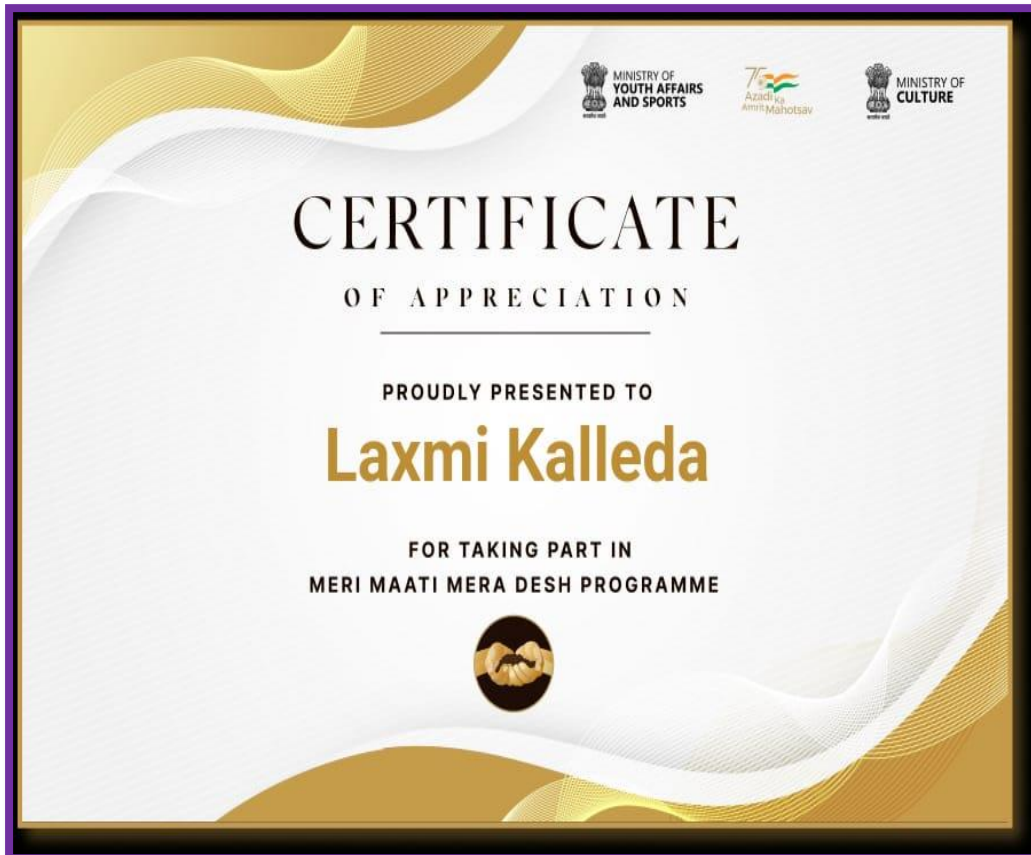 MINISTRY OF
YOUTH AFFAIRS
AND SPORTS
75
Azadi Ka
Amrit Mahotsav
MINISTRY OF
CULTURE
CERTIFICATE
OF APPRECIATION
PROUDLY PRESENTED TO
Laxmi Kalleda
FOR TAKING PART IN
MERI MAATI MERA DESH PROGRAMME